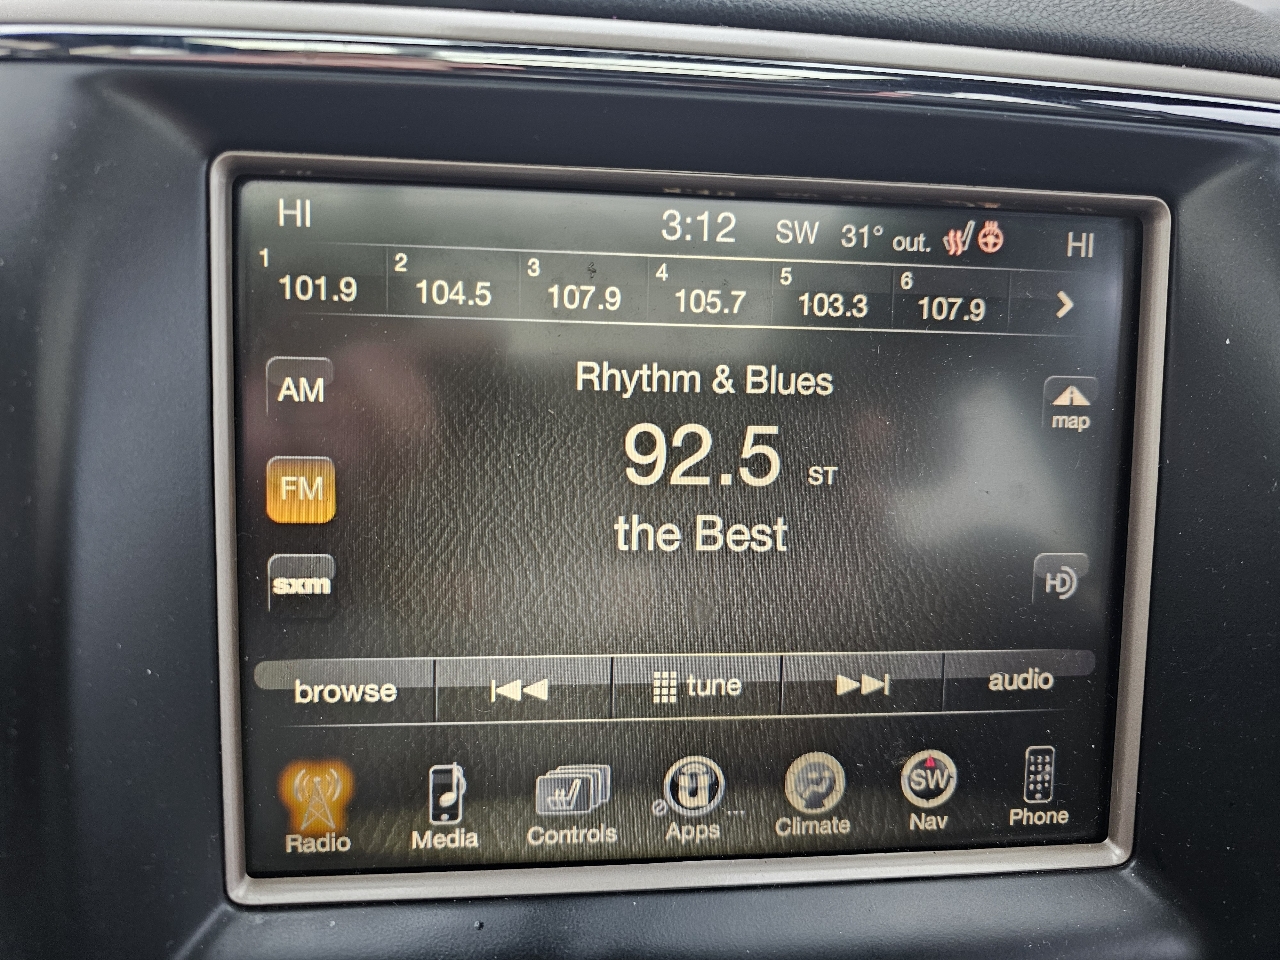 HI 3:12 SW 31° out. HI
1 101.9 2 104.5 3 107.9 4 105.7 5 103.3 6 107.9
Rhythm & Blues
AM
map
92.5 ST
FM
the Best
sxm
HD
browse tune audio
SW
Radio Media Controls Apps Climate Nav Phone